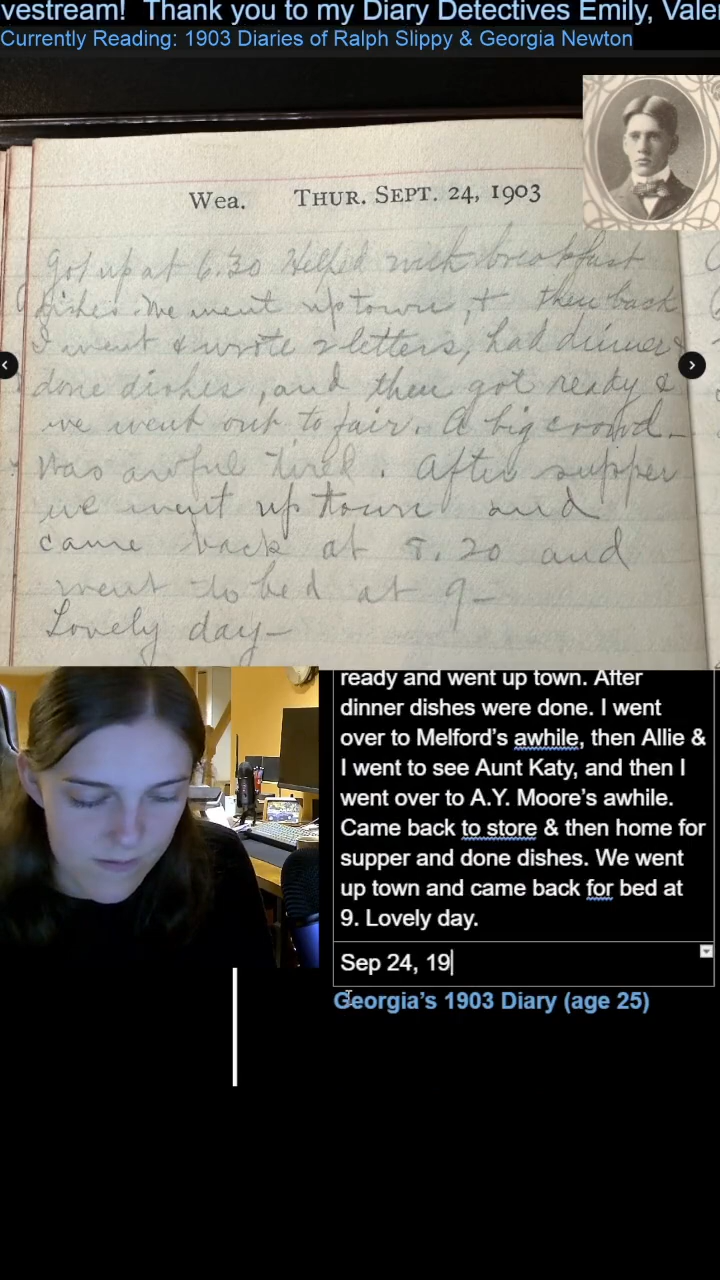 vestream! Thank you to my Diary Detectives Emily, Valer
Currently Reading: 1903 Diaries of Ralph Slippy & Georgia Newton
Wea. THUR. SEPT. 24, 1903
Got up at 6.30 Helped with breakfast
dishes. We went up town, & then back
I went & wrote 2 letters, had dinner &
done dishes, and then got ready &
we went out to fair. A big crowd.
Was awful tired. After supper
we went up town and
came back at 8.20 and
went to bed at 9-
Lovely day-
ready and went up town. After
dinner dishes were done. I went
over to Melford's awhile, then Allie &
I went to see Aunt Katy, and then I
went over to A.Y. Moore's awhile.
Came back to store & then home for
supper and done dishes. We went
up town and came back for bed at
9. Lovely day.
Sep 24, 19
Georgia's 1903 Diary (age 25)